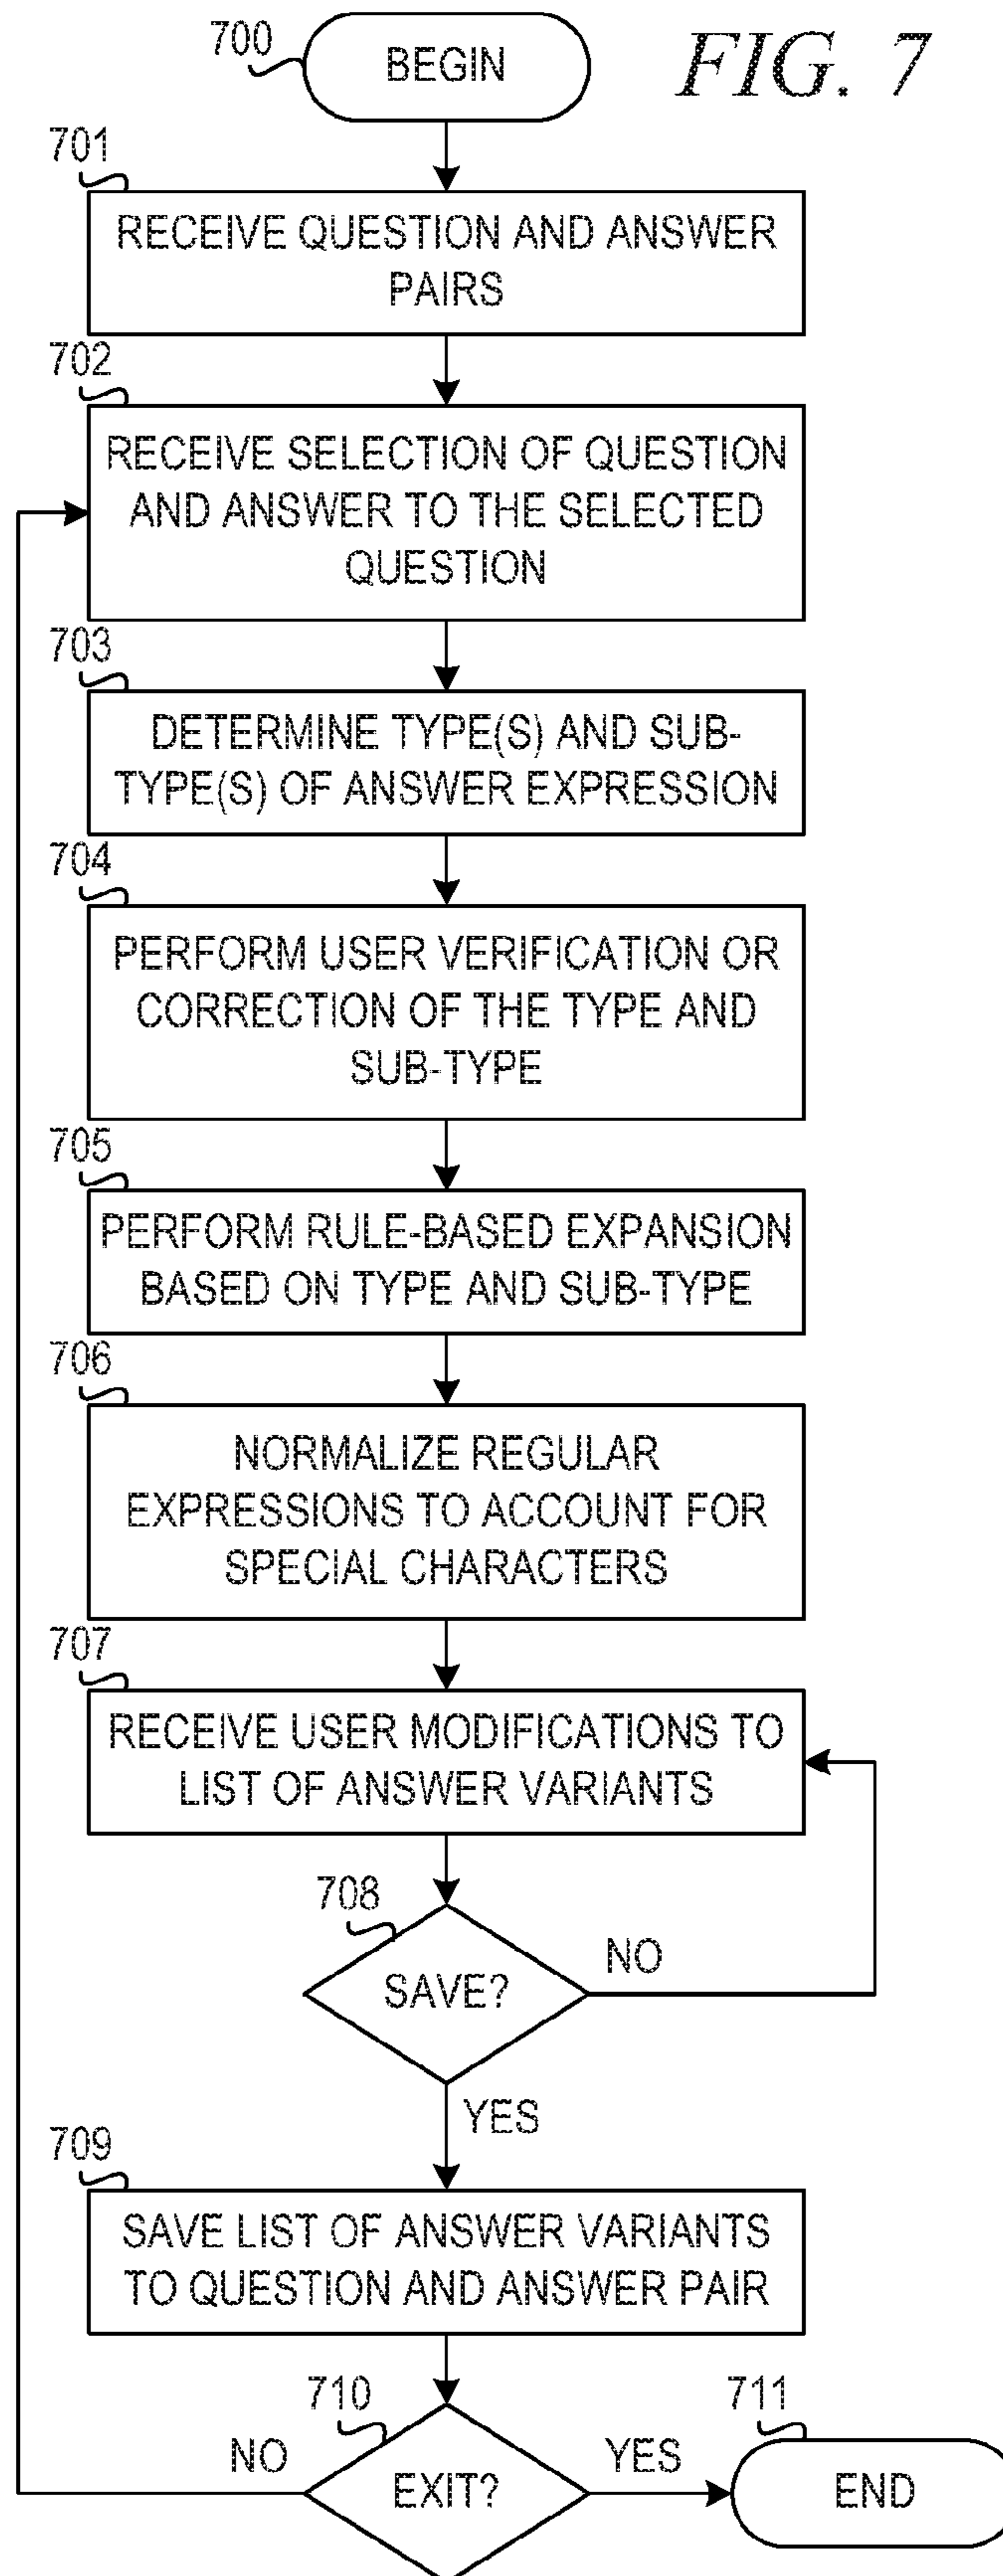 700
BEGIN
FIG. 7
701
RECEIVE QUESTION AND ANSWER
PAIRS
702
RECEIVE SELECTION OF QUESTION
AND ANSWER TO THE SELECTED
QUESTION
703
DETERMINE TYPE(S) AND SUB-
TYPE(S) OF ANSWER EXPRESSION
704
PERFORM USER VERIFICATION OR
CORRECTION OF THE TYPE AND
SUB-TYPE
705
PERFORM RULE-BASED EXPANSION
BASED ON TYPE AND SUB-TYPE
706
NORMALIZE REGULAR
EXPRESSIONS TO ACCOUNT FOR
SPECIAL CHARACTERS
707
RECEIVE USER MODIFICATIONS TO
LIST OF ANSWER VARIANTS
708
SAVE?
NO
YES
709
SAVE LIST OF ANSWER VARIANTS
TO QUESTION AND ANSWER PAIR
710
711
NO
EXIT?
YES
END